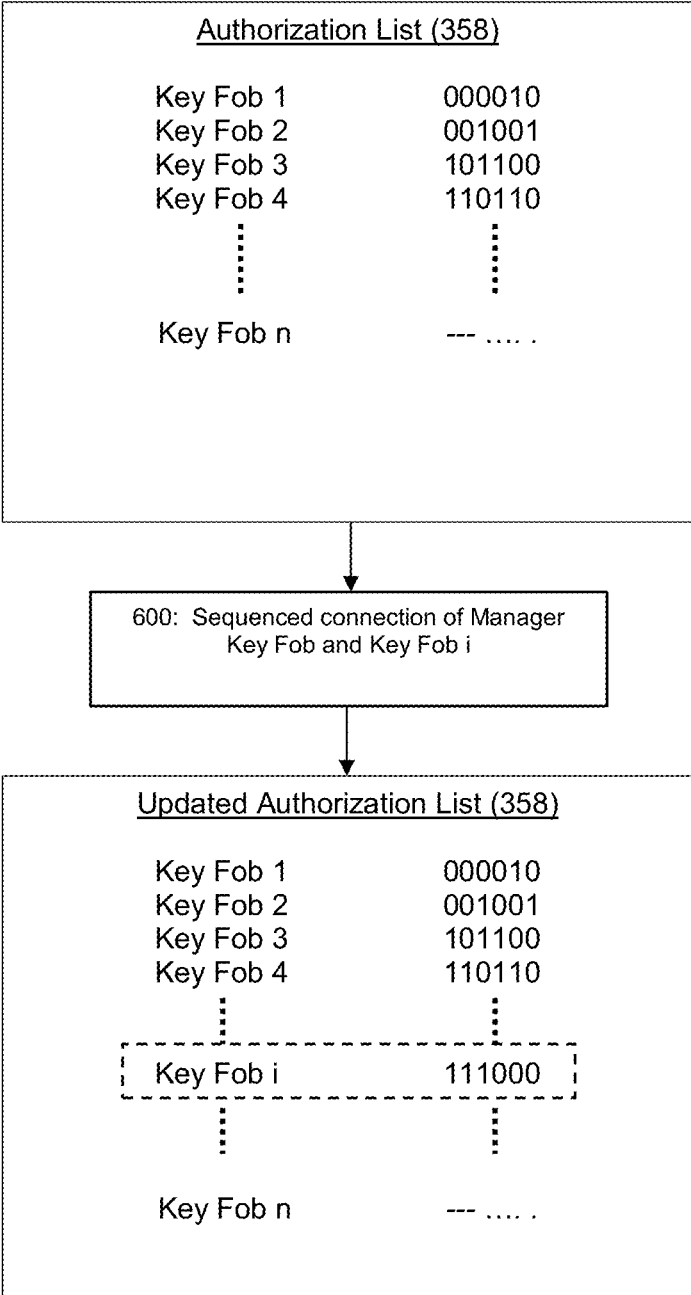 Authorization List (358)
Key Fob 1 000010
Key Fob 2 001001
Key Fob 3 101100
Key Fob 4 110110
Key Fob n --- ... . .
600: Sequenced connection of Manager
Key Fob and Key Fob i
Updated Authorization List (358)
Key Fob 1 000010
Key Fob 2 001001
Key Fob 3 101100
Key Fob 4 110110
Key Fob i 111000
Key Fob n --- ... . .